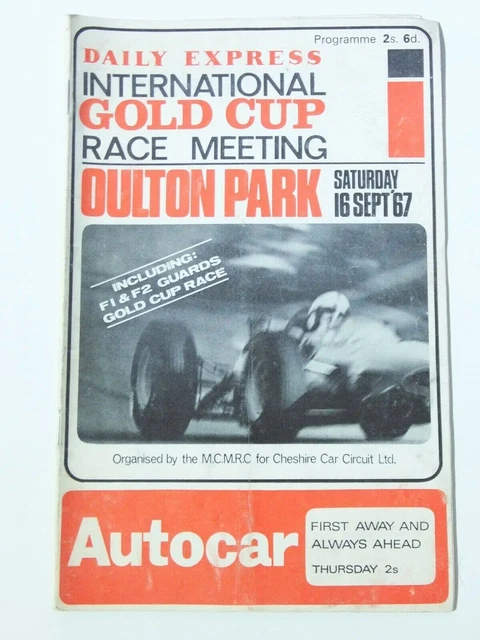 Programme 2s. 6d.
DAILY EXPRESS
INTERNATIONAL
GOLD CUP
RACE MEETING
OULTON PARK
SATURDAY
16 SEPT '67
INCLUDING:
F1 & F2 GUARDS
GOLD CUP RACE
Organised by the M.C.M.R.C for Cheshire Car Circuit Ltd.
Autocar
FIRST AWAY AND
ALWAYS AHEAD
THURSDAY 2s